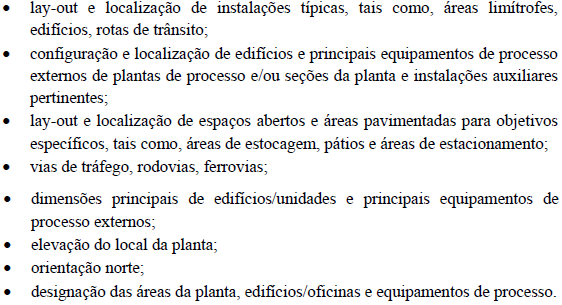 • lay-out e localização de instalações típicas, tais como, áreas limítrofes,
edifícios, rotas de trânsito;
• configuração e localização de edifícios e principais equipamentos de processo
externos de plantas de processo e/ou seções da planta e instalações auxiliares
pertinentes;
• lay-out e localização de espaços abertos e áreas pavimentadas para objetivos
específicos, tais como, áreas de estocagem, pátios e áreas de estacionamento;
• vias de tráfego, rodovias, ferrovias;
• dimensões principais de edifícios/unidades e principais equipamentos de
processo externos;
• elevação do local da planta;
• orientação norte;
• designação das áreas da planta, edifícios/oficinas e equipamentos de processo.